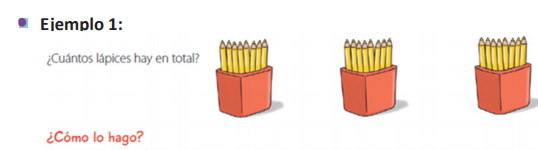 Ejemplo 1:
¿Cuántos lápices hay en total?
¿Cómo lo hago?